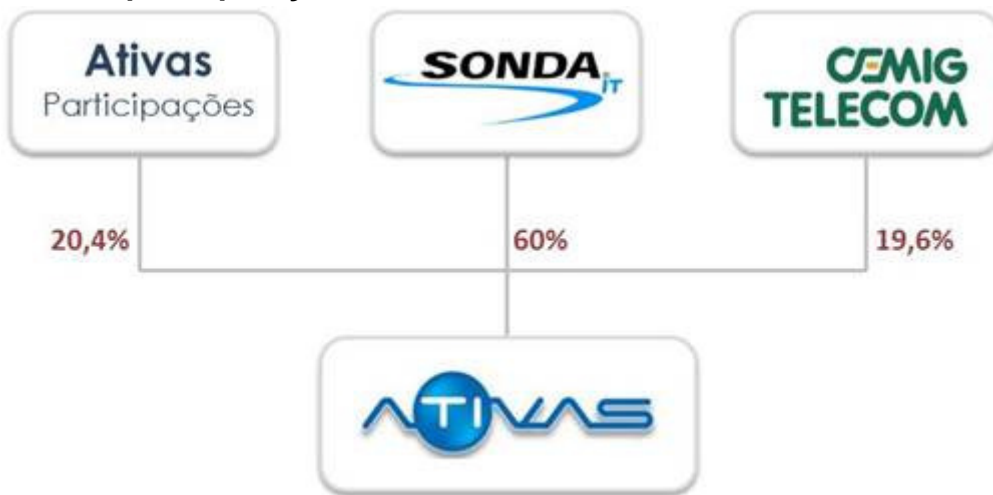 Ativas
Participações
SONDA
IT
CEMIG
TELECOM
20,4%
60%
19,6%
ATIVAS